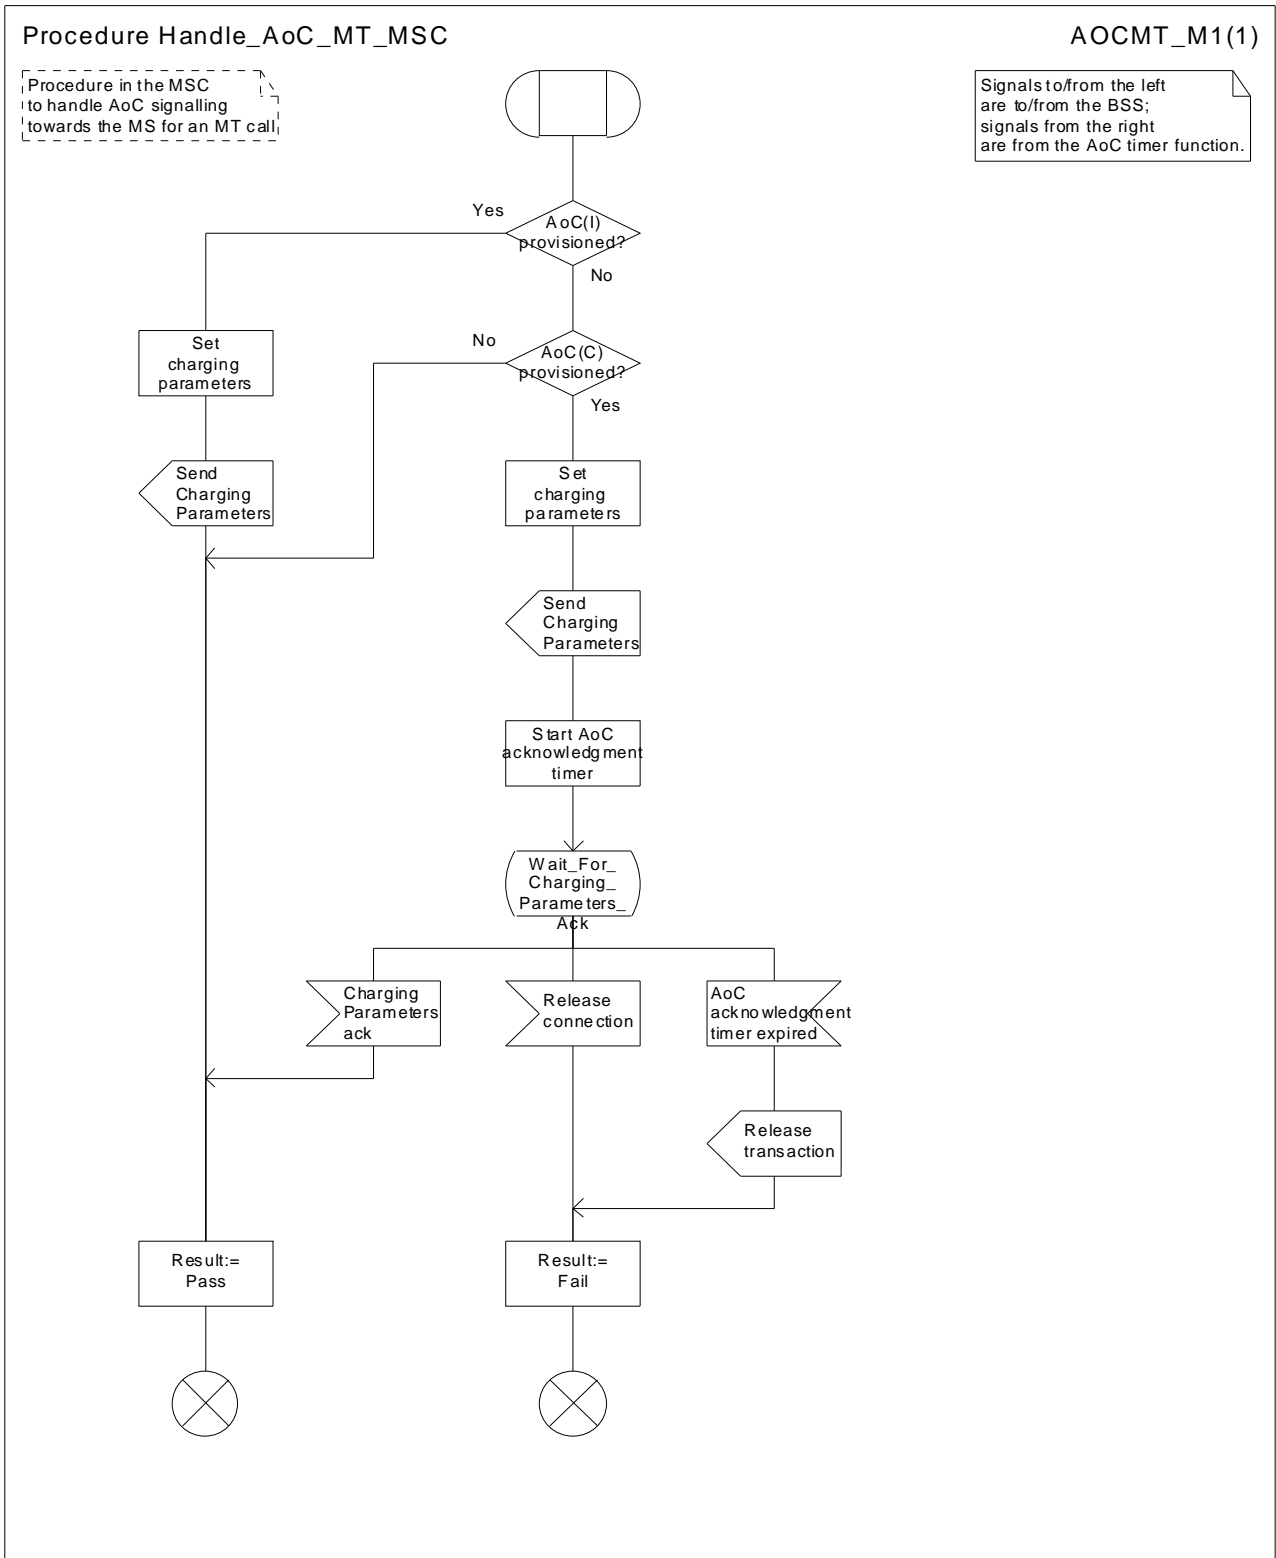 Procedure Handle_AoC_MT_MSC
AOCMT_M1(1)
Procedure in the MSC
to handle AoC signalling
towards the MS for an MT call
Signals to/from the left
are to/from the BSS;
signals from the right
are from the AoC timer function.
Yes
AoC(I)
provisioned?
No
Set
charging
parameters
No
AoC(C)
provisioned?
Yes
Send
Charging
Parameters
Set
charging
parameters
Send
Charging
Parameters
Start AoC
acknowledgment
timer
Wait_For_
Charging_
Parameters_
Ack
Charging
Parameters
ack
Release
connection
AoC
acknowledgment
timer expired
Release
transaction
Result:=
Pass
Result:=
Fail